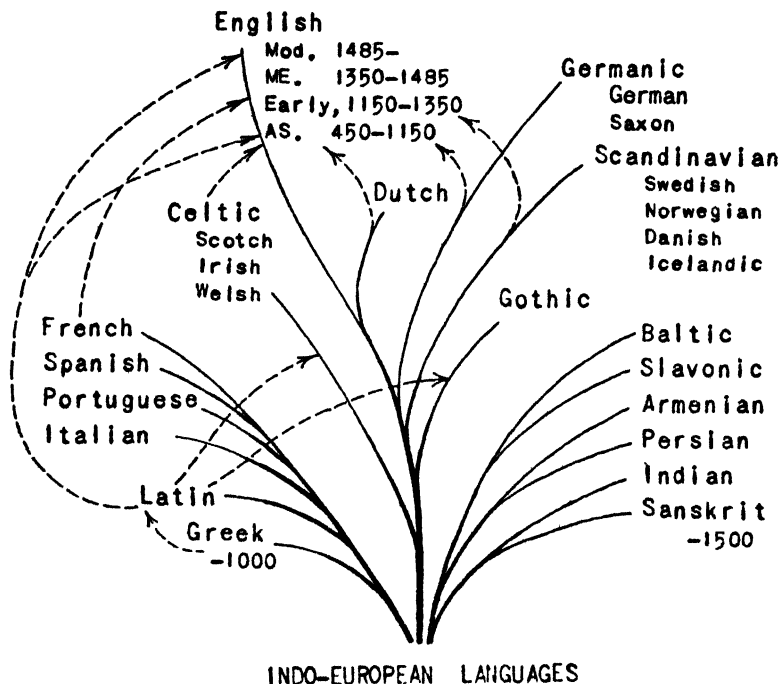 English
Mod. 1485-
ME. 1350-1485
Early, 1150-1350
AS. 450-1150
Germanic
German
Saxon
Scandinavian
Swedish
Norwegian
Danish
Icelandic
Dutch
Celtic
Scotch
Irish
Welsh
Gothic
French
Spanish
Portuguese
Italian
Latin
Greek
-1000
Baltic
Slavonic
Armenian
Persian
Indian
Sanskrit
-1500
INDO-EUROPEAN LANGUAGES